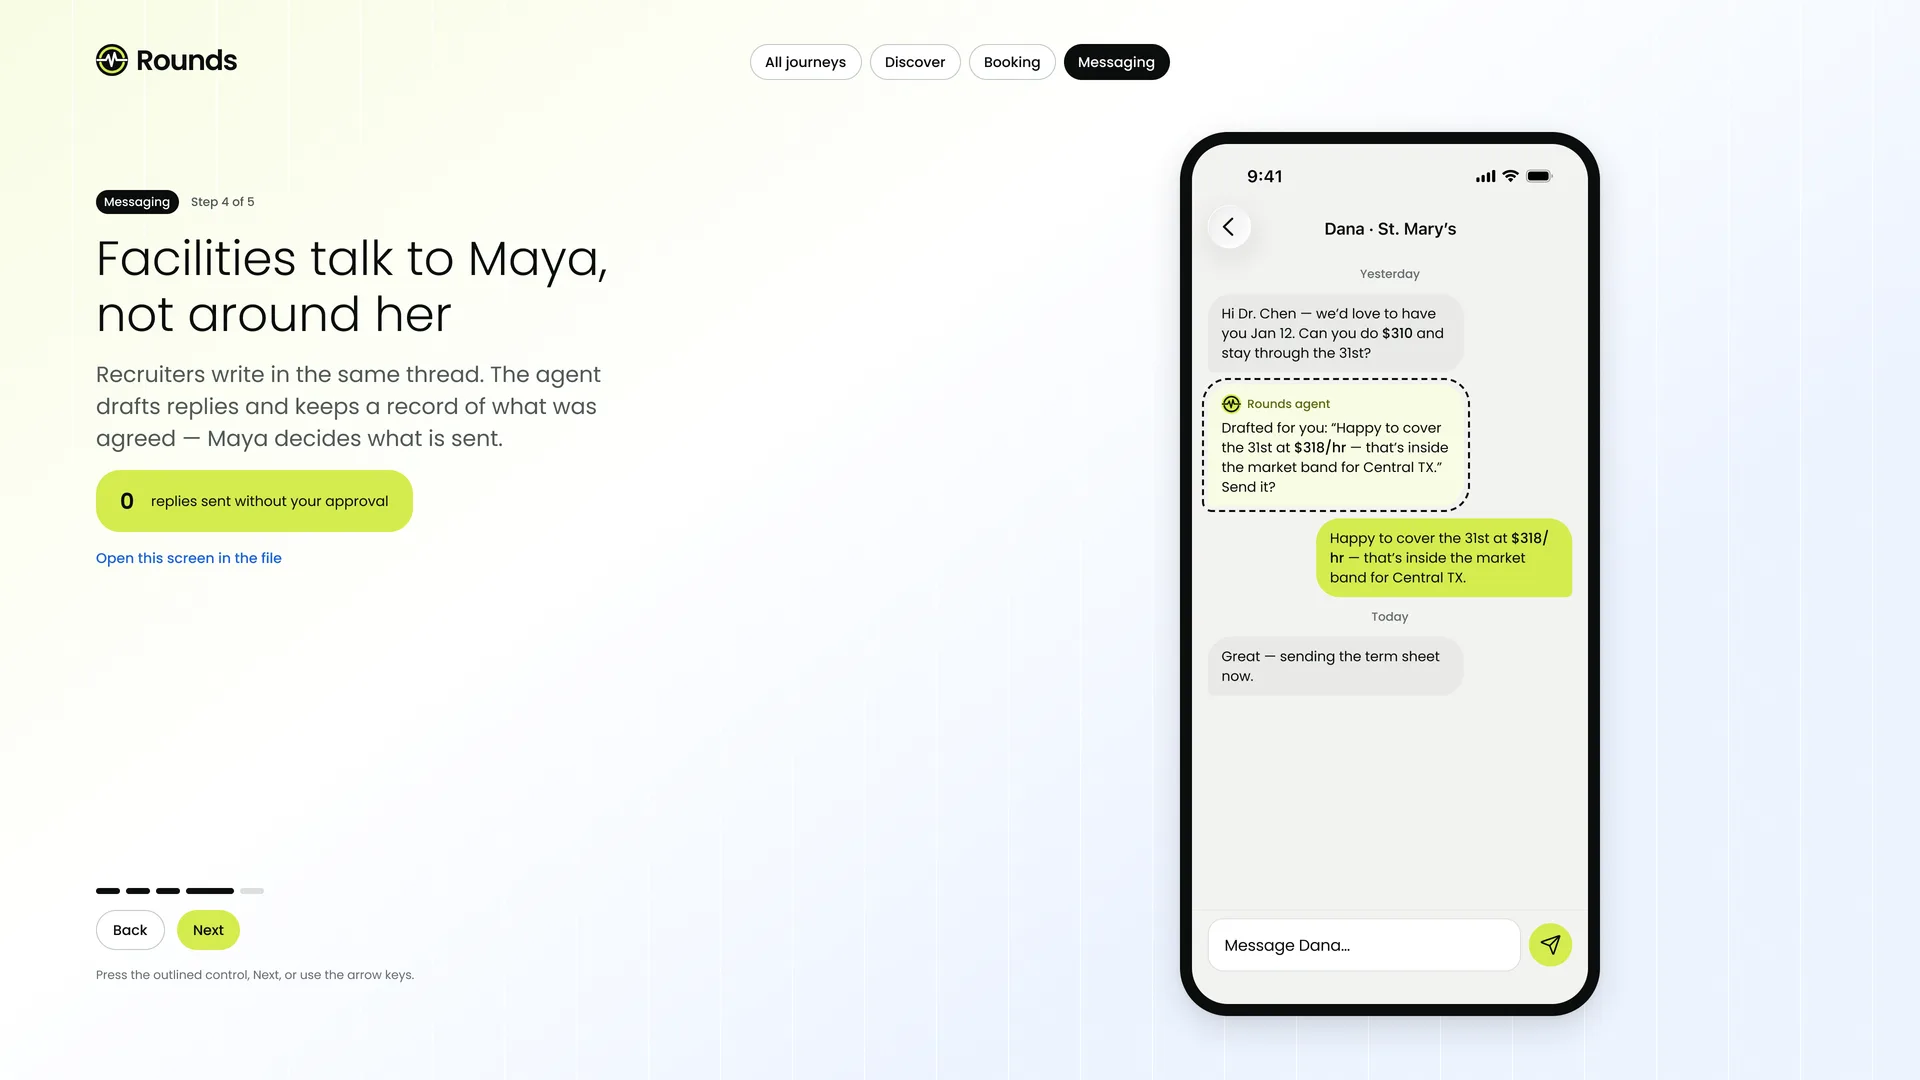 Rounds
All journeys
Discover
Booking
Messaging
Messaging
Step 4 of 5
Facilities talk to Maya,
not around her
Recruiters write in the same thread. The agent
drafts replies and keeps a record of what was
agreed — Maya decides what is sent.
0 replies sent without your approval
Open this screen in the file
Back
Next
Press the outlined control, Next, or use the arrow keys.
9:41
Dana · St. Mary’s
Yesterday
Hi Dr. Chen — we’d love to have
you Jan 12. Can you do $310 and
stay through the 31st?
Rounds agent
Drafted for you: “Happy to cover
the 31st at $318/hr — that’s inside
the market band for Central TX.”
Send it?
Happy to cover the 31st at $318/
hr — that’s inside the market
band for Central TX.
Today
Great — sending the term sheet
now.
Message Dana…